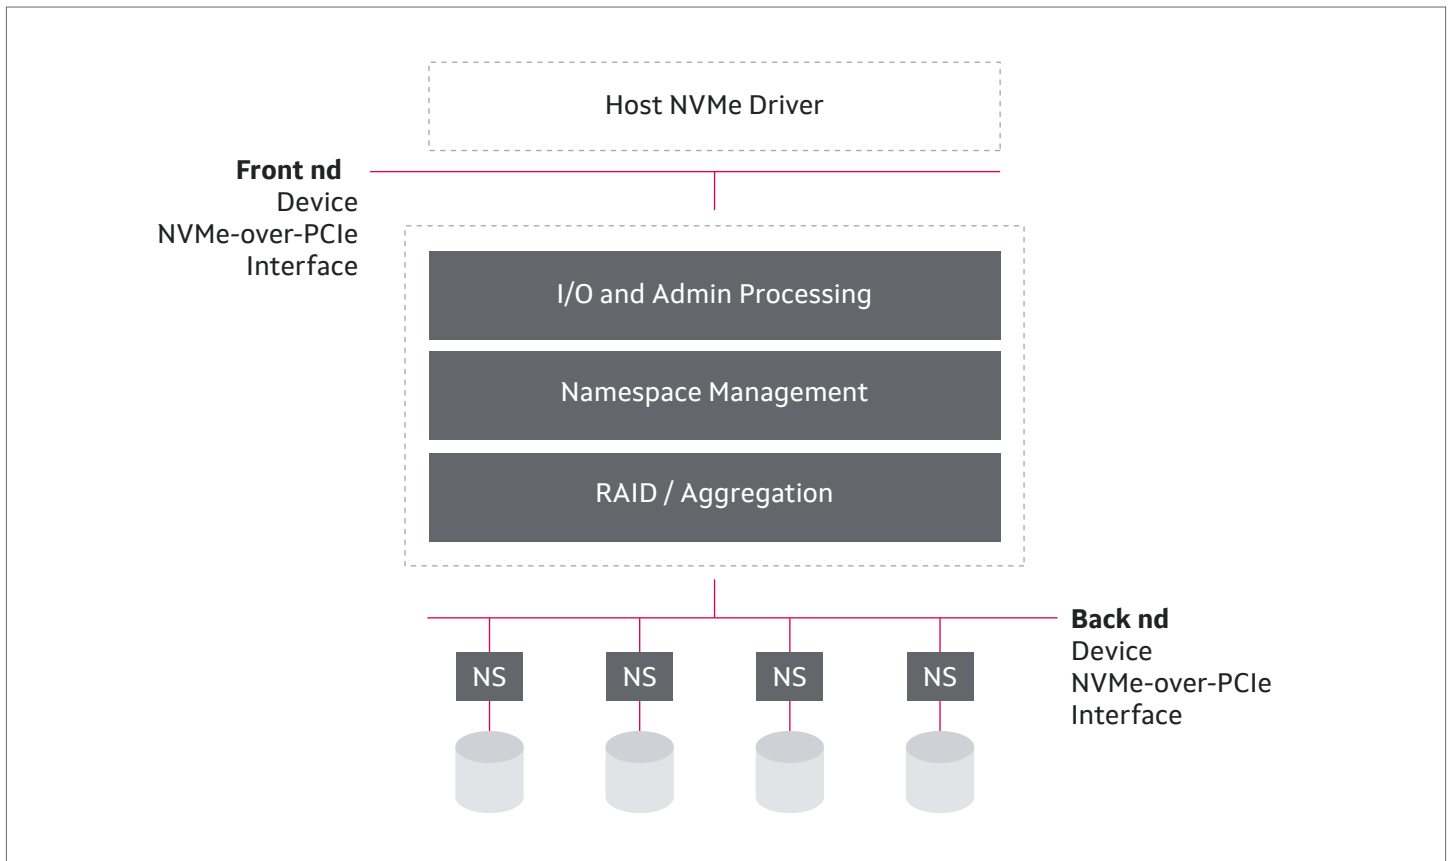 Host NVMe Driver
Front nd
Device
NVMe-over-PCIe
Interface
I/O and Admin Processing
Namespace Management
RAID / Aggregation
Back nd
Device
NVMe-over-PCIe
Interface
NS
NS
NS
NS